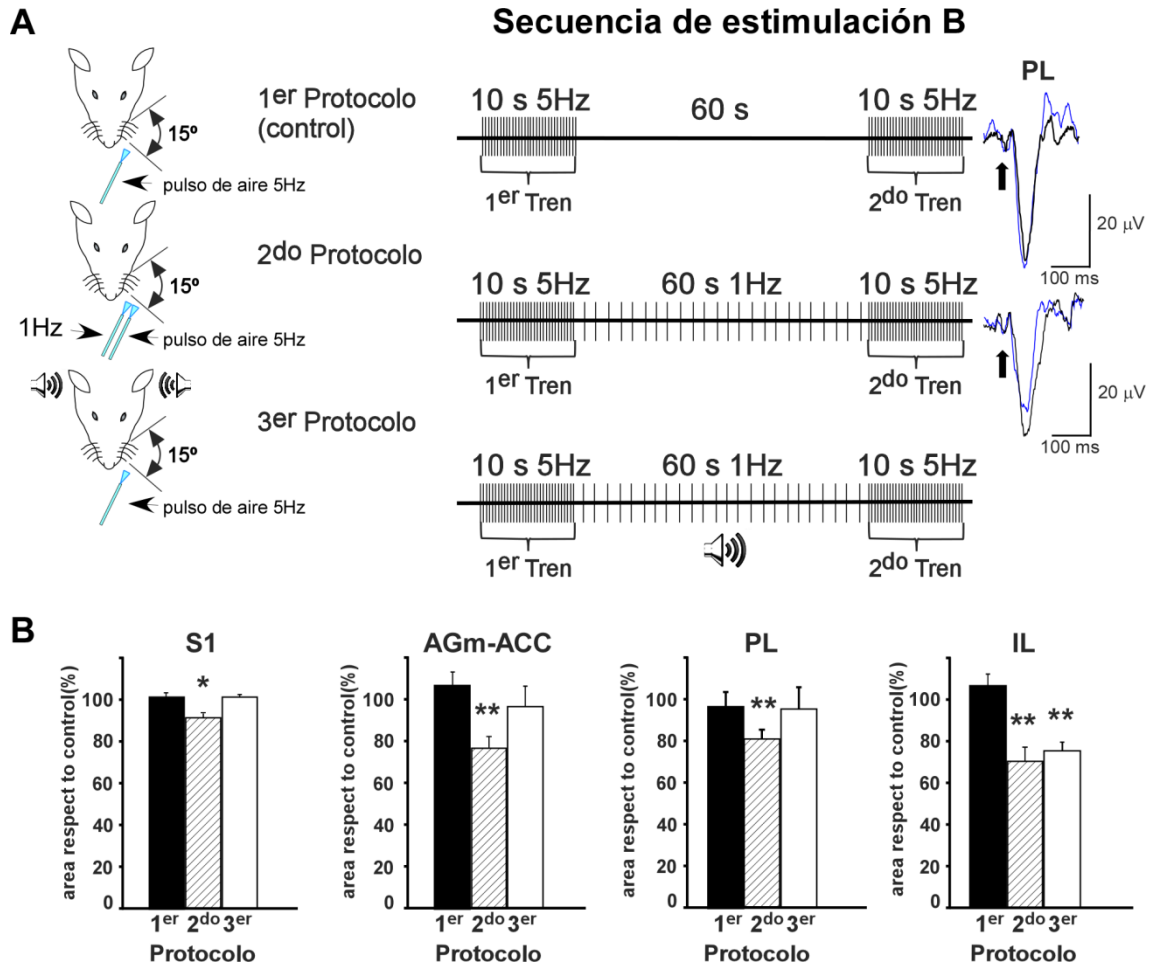 A
Secuencia de estimulación B
1er Protocolo
(control)
15º
pulso de aire 5Hz
10 s 5Hz
60 s
10 s 5Hz
1er Tren
2do Tren
PL
20 μV
100 ms
2do Protocolo
15º
1Hz
pulso de aire 5Hz
10 s 5Hz
60 s 1Hz
10 s 5Hz
1er Tren
2do Tren
20 μV
100 ms
3er Protocolo
15º
pulso de aire 5Hz
10 s 5Hz
60 s 1Hz
10 s 5Hz
1er Tren
2do Tren
B
S1
area respect to control(%)
100
80
60
40
20
0
*
1er 2do 3er
Protocolo
AGm-ACC
area respect to control(%)
100
80
60
40
20
0
**
1er 2do 3er
Protocolo
PL
area respect to control(%)
100
80
60
40
20
0
**
1er 2do 3er
Protocolo
IL
area respect to control(%)
100
80
60
40
20
0
** **
1er 2do 3er
Protocolo